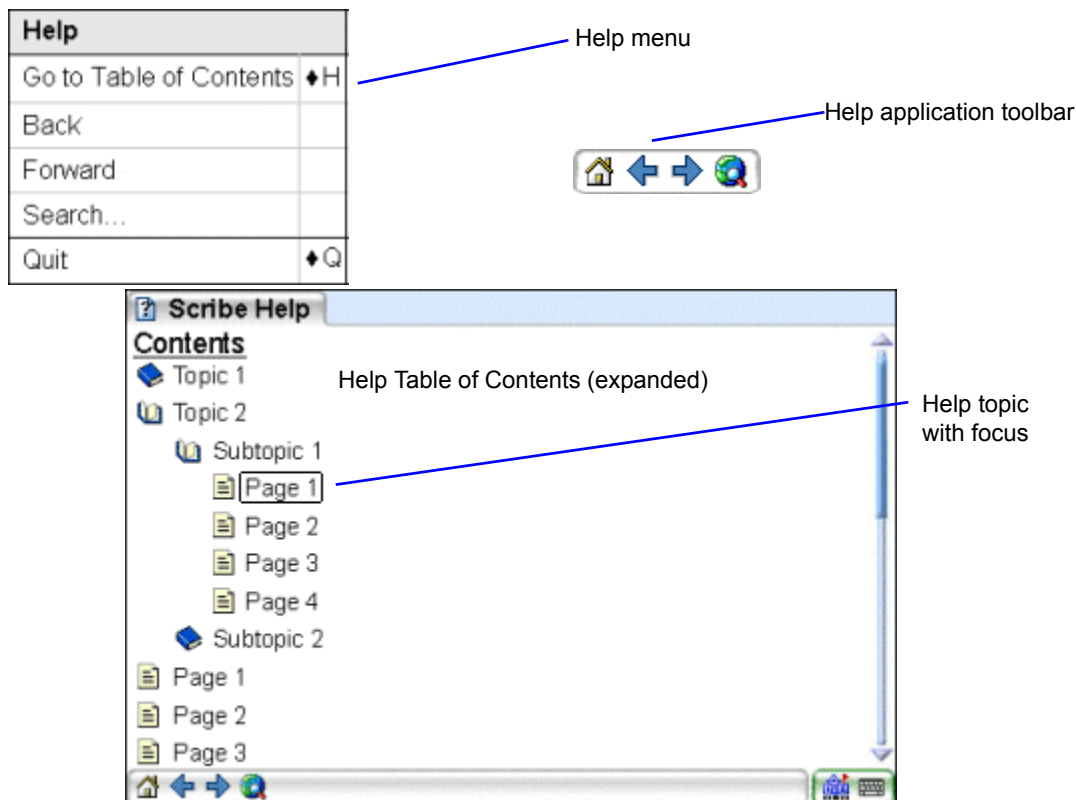 Help
Go to Table of Contents ♦H
Back
Forward
Search...
Quit ♦Q
Help menu
Help application toolbar
Scribe Help
Contents
Topic 1
Help Table of Contents (expanded)
Topic 2
Subtopic 1
Page 1
Page 2
Page 3
Page 4
Subtopic 2
Page 1
Page 2
Page 3
Help topic
with focus